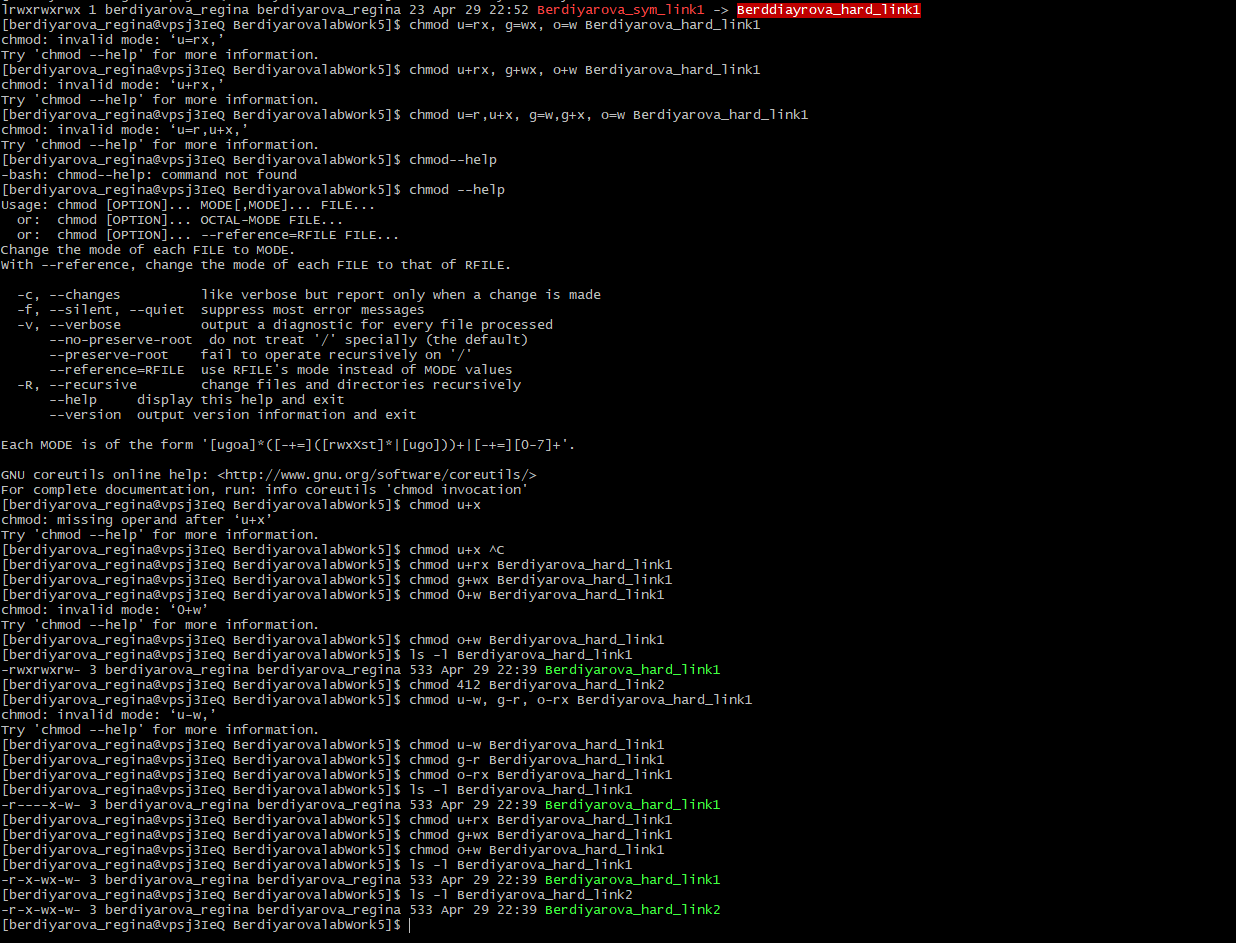 lrwxrwxrwx 1 berdiyarova_regina berdiyarova_regina 23 Apr 29 22:52 Berdiyarova_sym_link1 -> Berddiayrova_hard_link1
[berdiyarova_regina@vpsj3IeQ BerdiyarovalabWork5]$ chmod u=rx, g=wx, o=w Berdiyarova_hard_link1
chmod: invalid mode: ‘u=rx,’
Try 'chmod --help' for more information.
[berdiyarova_regina@vpsj3IeQ BerdiyarovalabWork5]$ chmod u+rx, g+wx, o+w Berdiyarova_hard_link1
chmod: invalid mode: ‘u+rx,’
Try 'chmod --help' for more information.
[berdiyarova_regina@vpsj3IeQ BerdiyarovalabWork5]$ chmod u=r,u+x, g=w,g+x, o=w Berdiyarova_hard_link1
chmod: invalid mode: ‘u=r,u+x,’
Try 'chmod --help' for more information.
[berdiyarova_regina@vpsj3IeQ BerdiyarovalabWork5]$ chmod--help
-bash: chmod--help: command not found
[berdiyarova_regina@vpsj3IeQ BerdiyarovalabWork5]$ chmod --help
Usage: chmod [OPTION]... MODE[,MODE]... FILE...
  or:  chmod [OPTION]... OCTAL-MODE FILE...
  or:  chmod [OPTION]... --reference=RFILE FILE...
Change the mode of each FILE to MODE.
With --reference, change the mode of each FILE to that of RFILE.

  -c, --changes          like verbose but report only when a change is made
  -f, --silent, --quiet  suppress most error messages
  -v, --verbose          output a diagnostic for every file processed
      --no-preserve-root  do not treat '/' specially (the default)
      --preserve-root    fail to operate recursively on '/'
      --reference=RFILE  use RFILE's mode instead of MODE values
  -R, --recursive        change files and directories recursively
      --help     display this help and exit
      --version  output version information and exit

Each MODE is of the form '[ugoa]*([-+=]([rwxXst]*|[ugo]))+|[-+=][0-7]+'.

GNU coreutils online help: <http://www.gnu.org/software/coreutils/>
For complete documentation, run: info coreutils 'chmod invocation'
[berdiyarova_regina@vpsj3IeQ BerdiyarovalabWork5]$ chmod u+x
chmod: missing operand after ‘u+x’
Try 'chmod --help' for more information.
[berdiyarova_regina@vpsj3IeQ BerdiyarovalabWork5]$ chmod u+x ^C
[berdiyarova_regina@vpsj3IeQ BerdiyarovalabWork5]$ chmod u+rx Berdiyarova_hard_link1
[berdiyarova_regina@vpsj3IeQ BerdiyarovalabWork5]$ chmod g+wx Berdiyarova_hard_link1
[berdiyarova_regina@vpsj3IeQ BerdiyarovalabWork5]$ chmod O+w Berdiyarova_hard_link1
chmod: invalid mode: ‘O+w’
Try 'chmod --help' for more information.
[berdiyarova_regina@vpsj3IeQ BerdiyarovalabWork5]$ chmod o+w Berdiyarova_hard_link1
[berdiyarova_regina@vpsj3IeQ BerdiyarovalabWork5]$ ls -l Berdiyarova_hard_link1
-rwxrwxrw- 3 berdiyarova_regina berdiyarova_regina 533 Apr 29 22:39 Berdiyarova_hard_link1
[berdiyarova_regina@vpsj3IeQ BerdiyarovalabWork5]$ chmod 412 Berdiyarova_hard_link2
[berdiyarova_regina@vpsj3IeQ BerdiyarovalabWork5]$ chmod u-w, g-r, o-rx Berdiyarova_hard_link1
chmod: invalid mode: ‘u-w,’
Try 'chmod --help' for more information.
[berdiyarova_regina@vpsj3IeQ BerdiyarovalabWork5]$ chmod u-w Berdiyarova_hard_link1
[berdiyarova_regina@vpsj3IeQ BerdiyarovalabWork5]$ chmod g-r Berdiyarova_hard_link1
[berdiyarova_regina@vpsj3IeQ BerdiyarovalabWork5]$ chmod o-rx Berdiyarova_hard_link1
[berdiyarova_regina@vpsj3IeQ BerdiyarovalabWork5]$ ls -l Berdiyarova_hard_link1
-r----x-w- 3 berdiyarova_regina berdiyarova_regina 533 Apr 29 22:39 Berdiyarova_hard_link1
[berdiyarova_regina@vpsj3IeQ BerdiyarovalabWork5]$ chmod u+rx Berdiyarova_hard_link1
[berdiyarova_regina@vpsj3IeQ BerdiyarovalabWork5]$ chmod g+wx Berdiyarova_hard_link1
[berdiyarova_regina@vpsj3IeQ BerdiyarovalabWork5]$ chmod o+w Berdiyarova_hard_link1
[berdiyarova_regina@vpsj3IeQ BerdiyarovalabWork5]$ ls -l Berdiyarova_hard_link1
-r-x-wx-w- 3 berdiyarova_regina berdiyarova_regina 533 Apr 29 22:39 Berdiyarova_hard_link1
[berdiyarova_regina@vpsj3IeQ BerdiyarovalabWork5]$ ls -l Berdiyarova_hard_link2
-r-x-wx-w- 3 berdiyarova_regina berdiyarova_regina 533 Apr 29 22:39 Berdiyarova_hard_link2
[berdiyarova_regina@vpsj3IeQ BerdiyarovalabWork5]$